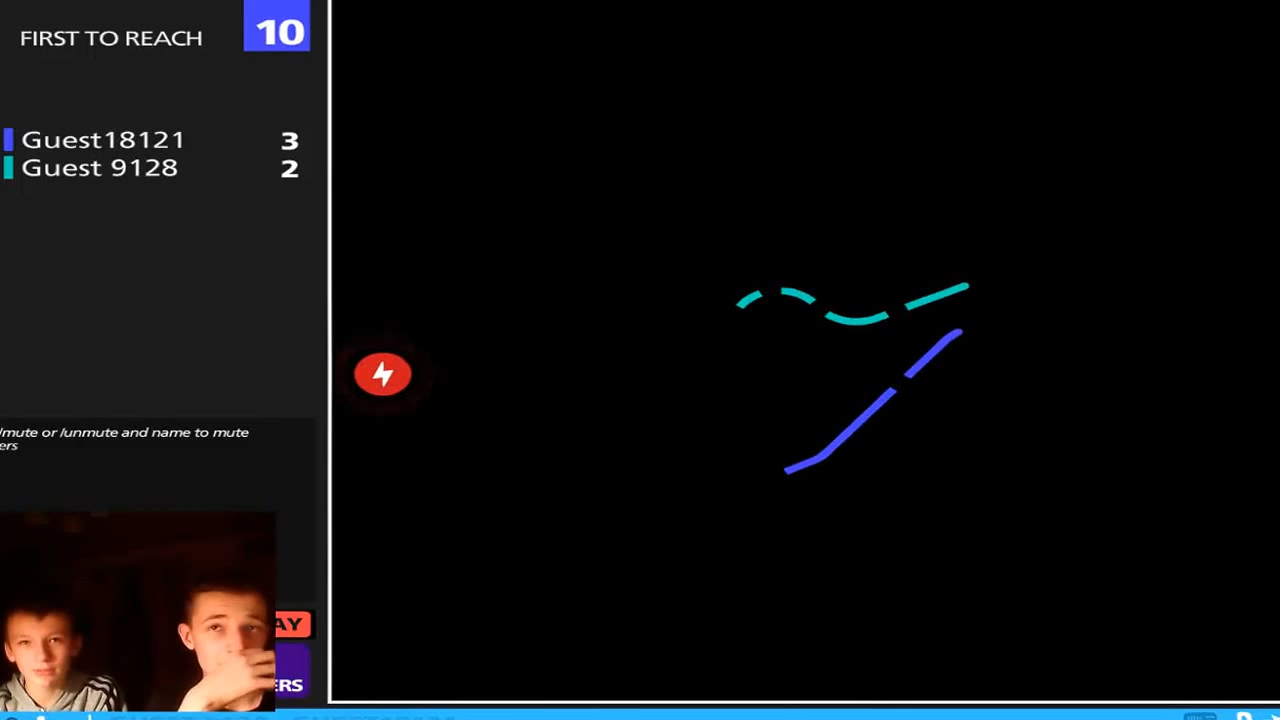 FIRST TO REACH 10
Guest18121 3
Guest 9128 2
/mute or /unmute and name to mute
ers
AY
ERS